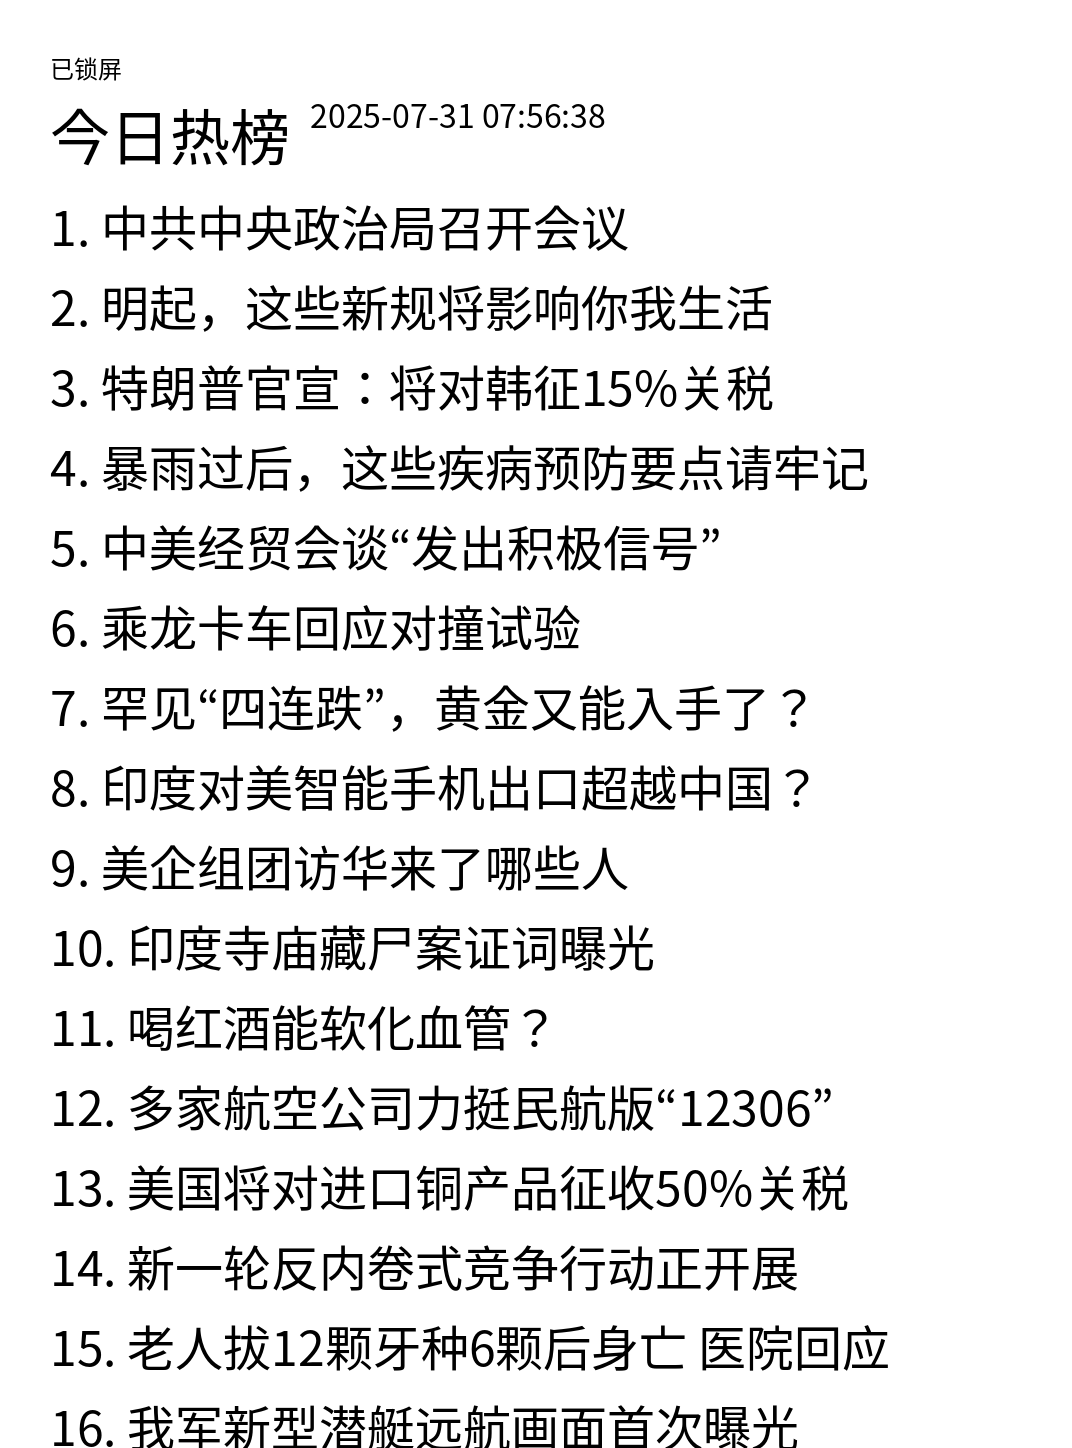 已锁屏
今日热榜 2025-07-31 07:56:38
1. 中共中央政治局召开会议
2. 明起，这些新规将影响你我生活
3. 特朗普官宣：将对韩征15%关税
4. 暴雨过后，这些疾病预防要点请牢记
5. 中美经贸会谈“发出积极信号”
6. 乘龙卡车回应对撞试验
7. 罕见“四连跌”，黄金又能入手了？
8. 印度对美智能手机出口超越中国？
9. 美企组团访华来了哪些人
10. 印度寺庙藏尸案证词曝光
11. 喝红酒能软化血管？
12. 多家航空公司力挺民航版“12306”
13. 美国将对进口铜产品征收50%关税
14. 新一轮反内卷式竞争行动正开展
15. 老人拔12颗牙种6颗后身亡 医院回应
16. 我军新型潜艇远航画面首次曝光